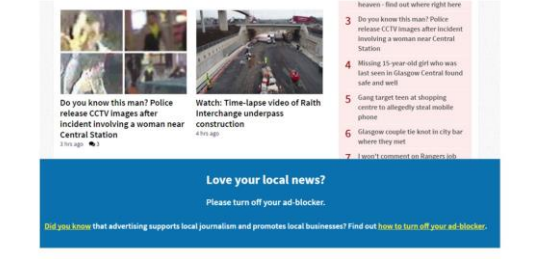 heaven - find out where right here
3 Do you know this man? Police
release CCTV images after incident
involving a woman near Central
Station
4 Missing 15-year-old girl who was
last seen in Glasgow Central found
safe and well
5 Gang target teen at shopping
centre to allegedly steal mobile
phone
6 Glasgow couple tie knot in city bar
where they met
7 I won't comment on Rangers job
Do you know this man? Police
release CCTV images after
incident involving a woman near
Central Station
3 hrs ago 3
Watch: Time-lapse video of Raith
Interchange underpass
construction
4 hrs ago
Love your local news?
Please turn off your ad-blocker.
Did you know that advertising supports local journalism and promotes local businesses? Find out how to turn off your ad-blocker.